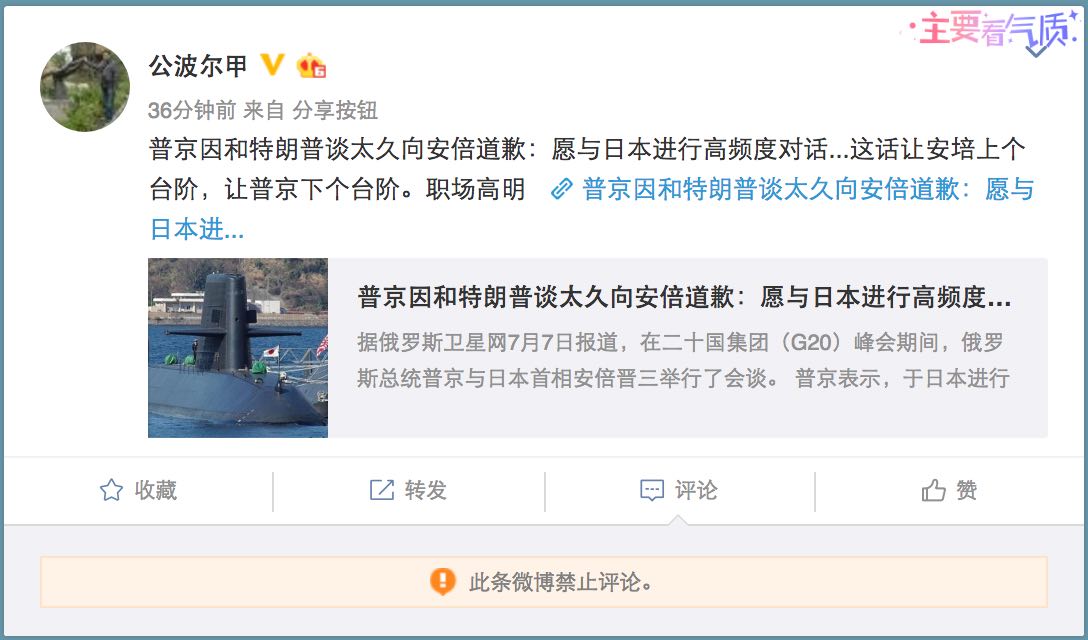 主要看气质
公波尔甲
36分钟前 来自 分享按钮
普京因和特朗普谈太久向安倍道歉：愿与日本进行高频度对话...这话让安培上个
台阶，让普京下个台阶。职场高明 普京因和特朗普谈太久向安倍道歉：愿与
日本进...
普京因和特朗普谈太久向安倍道歉：愿与日本进行高频度...
据俄罗斯卫星网7月7日报道，在二十国集团（G20）峰会期间，俄罗
斯总统普京与日本首相安倍晋三举行了会谈。 普京表示，于日本进行
收藏
转发
评论
赞
此条微博禁止评论。